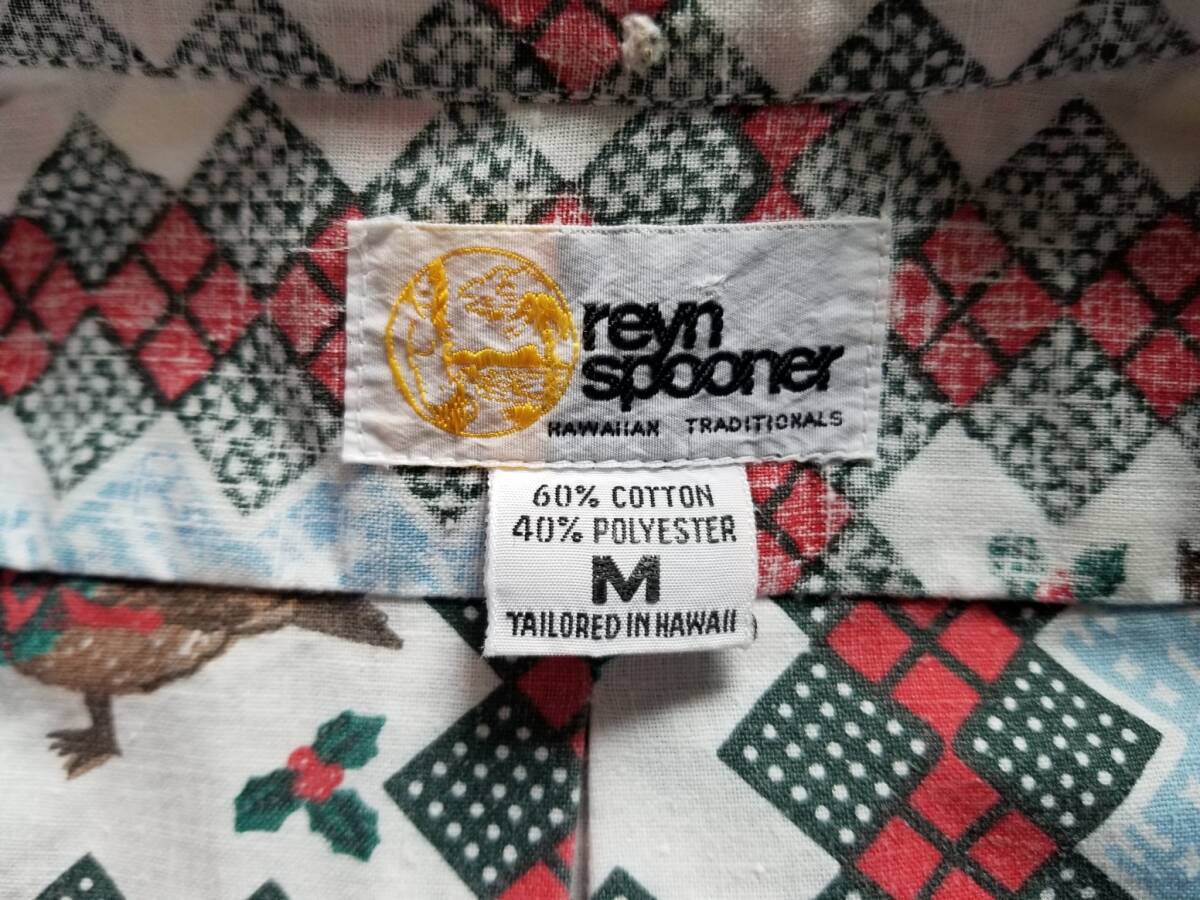 reyn
spooner
HAWAIIAN TRADITIONALS
60% COTTON
40% POLYESTER
M
TAILORED IN HAWAII